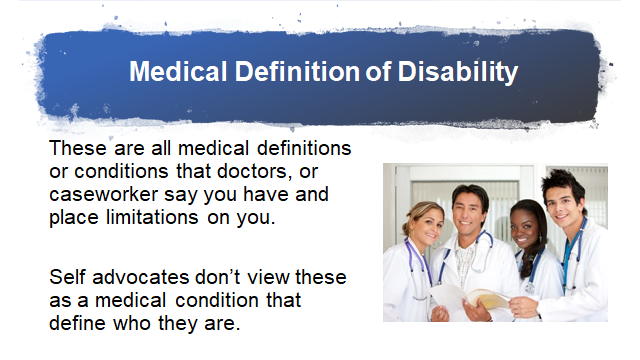 Medical Definition of Disability
These are all medical definitions
or conditions that doctors, or
caseworker say you have and
place limitations on you.
Self advocates don’t view these
as a medical condition that
define who they are.